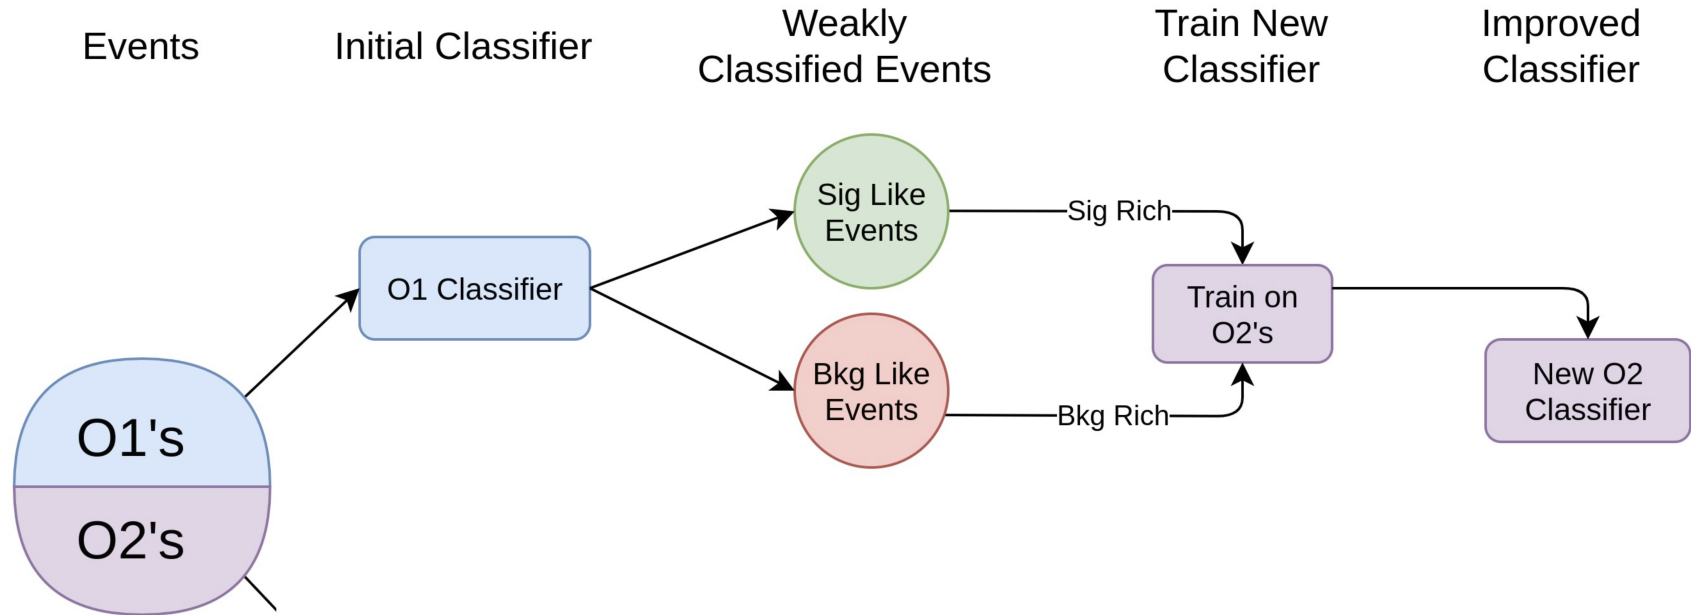 Events
Initial Classifier
Weakly
Classified Events
Train New
Classifier
Improved
Classifier
O1's
O2's
O1 Classifier
Sig Like
Events
Bkg Like
Events
Sig Rich
Bkg Rich
Train on
O2's
New O2
Classifier